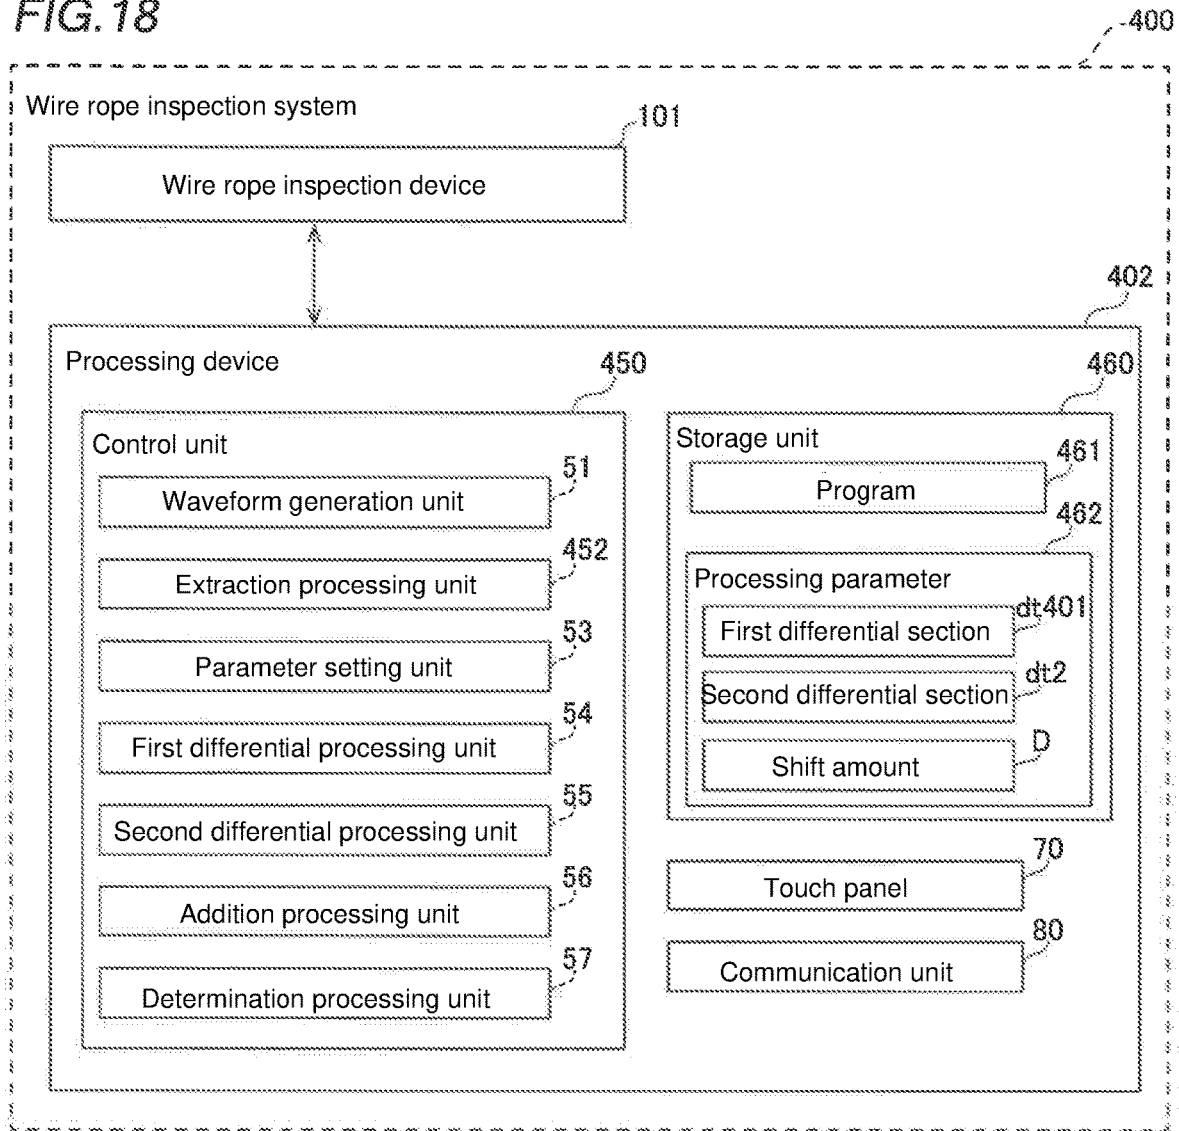 FIG. 18
400
Wire rope inspection system
101
Wire rope inspection device
402
Processing device
450
Control unit
51
Waveform generation unit
452
Extraction processing unit
53
Parameter setting unit
54
First differential processing unit
55
Second differential processing unit
56
Addition processing unit
57
Determination processing unit
460
Storage unit
461
Program
462
Processing parameter
dt401
First differential section
dt2
Second differential section
D
Shift amount
70
Touch panel
80
Communication unit